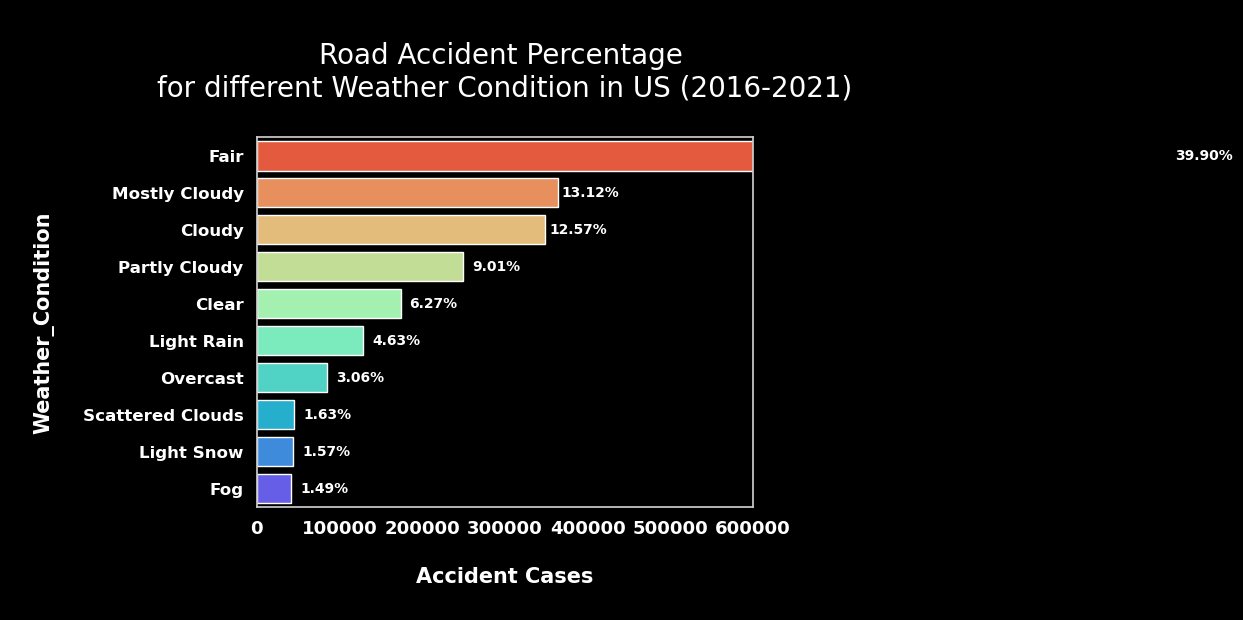 Road Accident Percentage
for different Weather Condition in US (2016-2021)
Weather_Condition
Fair 39.90%
Mostly Cloudy 13.12%
Cloudy 12.57%
Partly Cloudy 9.01%
Clear 6.27%
Light Rain 4.63%
Overcast 3.06%
Scattered Clouds 1.63%
Light Snow 1.57%
Fog 1.49%
0 100000 200000 300000 400000 500000 600000
Accident Cases